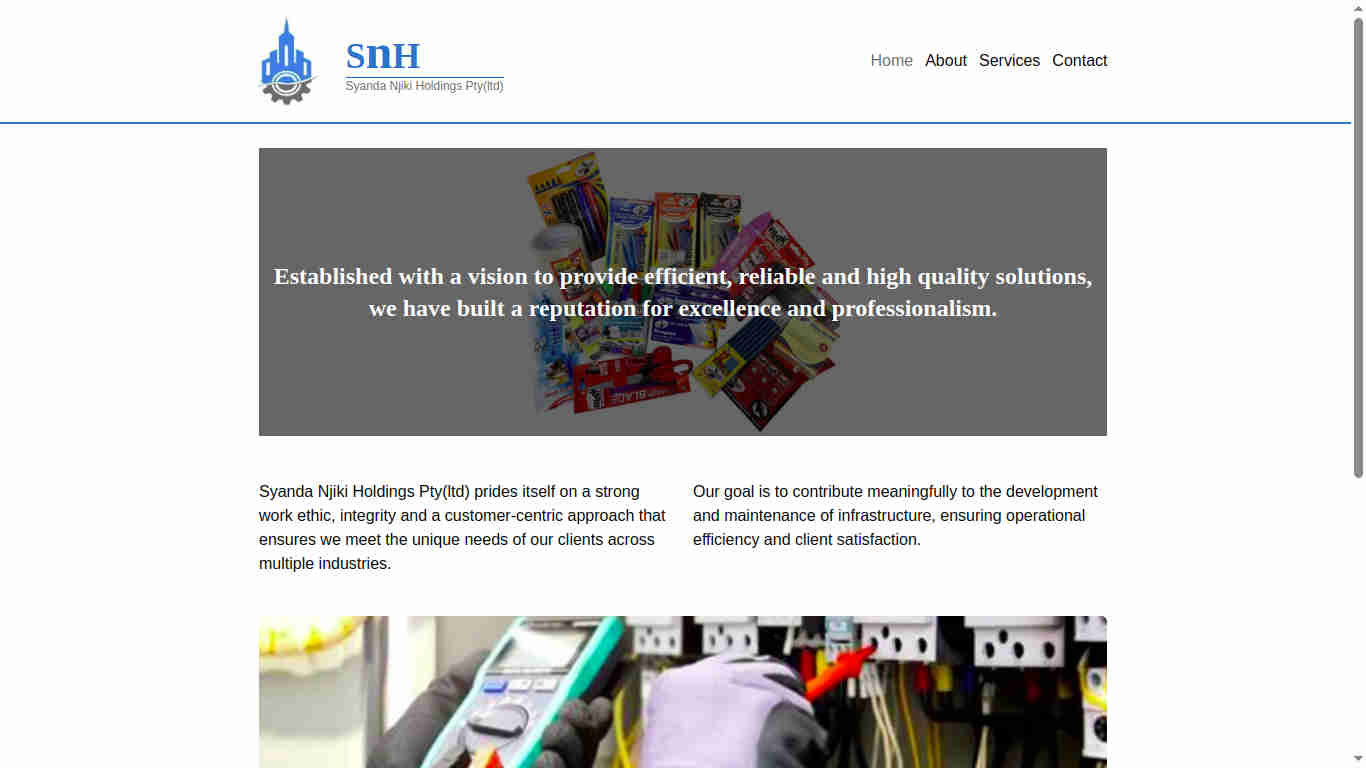 SnH
Syanda Njiki Holdings Pty(ltd)
Home About Services Contact
Established with a vision to provide efficient, reliable and high quality solutions,
we have built a reputation for excellence and professionalism.
Syanda Njiki Holdings Pty(ltd) prides itself on a strong
work ethic, integrity and a customer-centric approach that
ensures we meet the unique needs of our clients across
multiple industries.
Our goal is to contribute meaningfully to the development
and maintenance of infrastructure, ensuring operational
efficiency and client satisfaction.